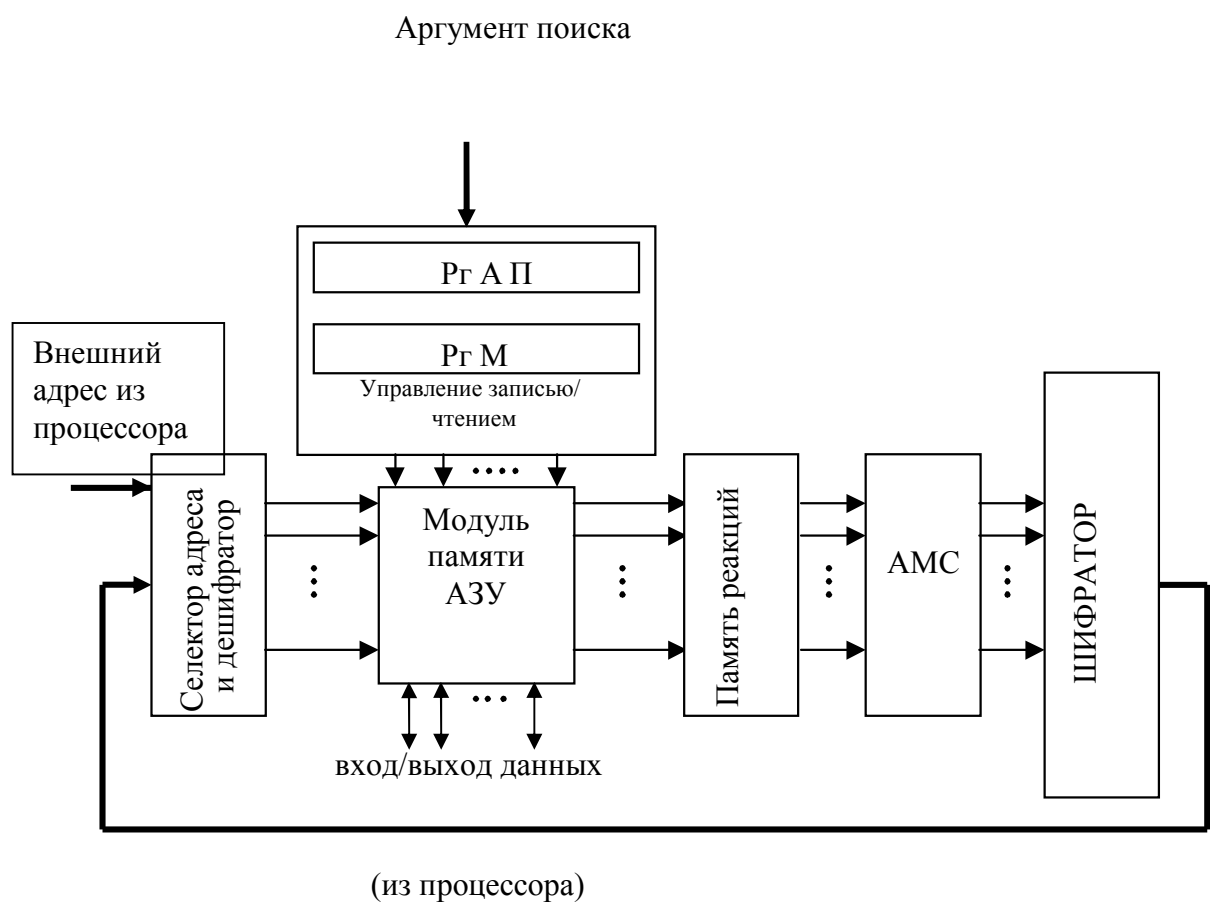 Аргумент поиска
Рг А П
Рг М
Управление записью/
чтением
Внешний
адрес из
процессора
Селектор адреса
и дешифратор
Модуль
памяти
АЗУ
Память реакций
АМС
ШИФРАТОР
вход/выход данных
(из процессора)